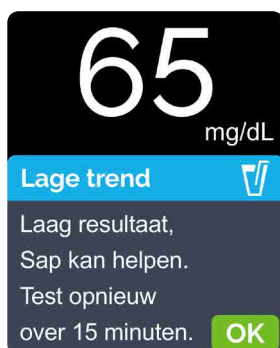 65
mg/dL
Lage trend
Laag resultaat,
Sap kan helpen.
Test opnieuw
over 15 minuten.
OK